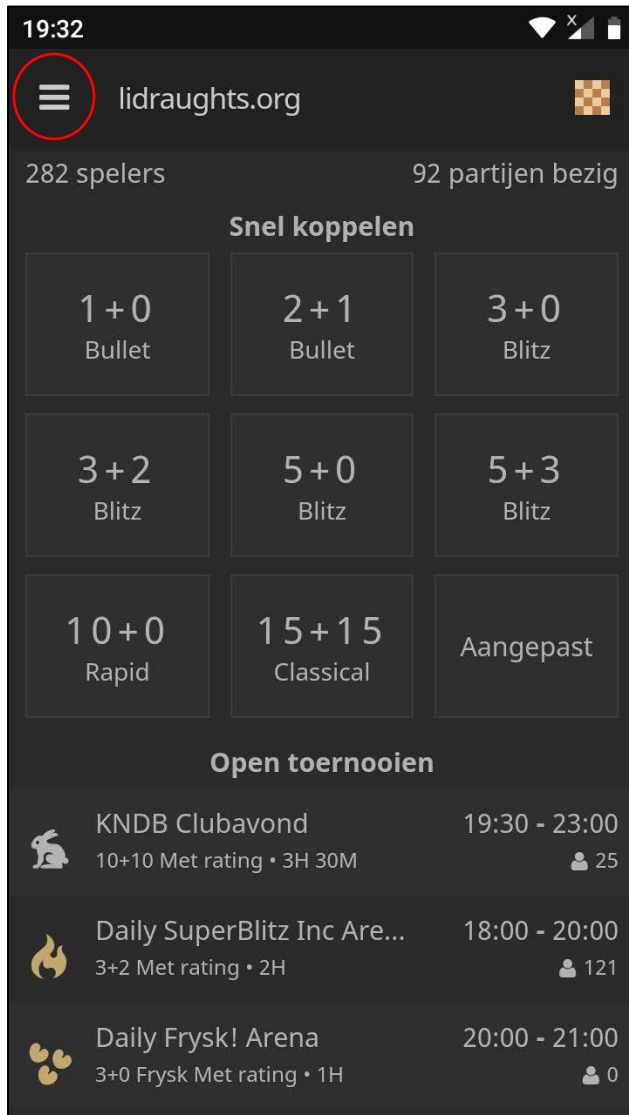 19:32
lidraughts.org
282 spelers 92 partijen bezig
Snel koppelen
1+0 2+1 3+0
Bullet Bullet Blitz
3+2 5+0 5+3
Blitz Blitz Blitz
10+0 15+15 Aangepast
Rapid Classical
Open toernooien
KNDB Clubavond 19:30 - 23:00
10+10 Met rating • 3H 30M 25
Daily SuperBlitz Inc Are... 18:00 - 20:00
3+2 Met rating • 2H 121
Daily Frysk! Arena 20:00 - 21:00
3+0 Frysk Met rating • 1H 0